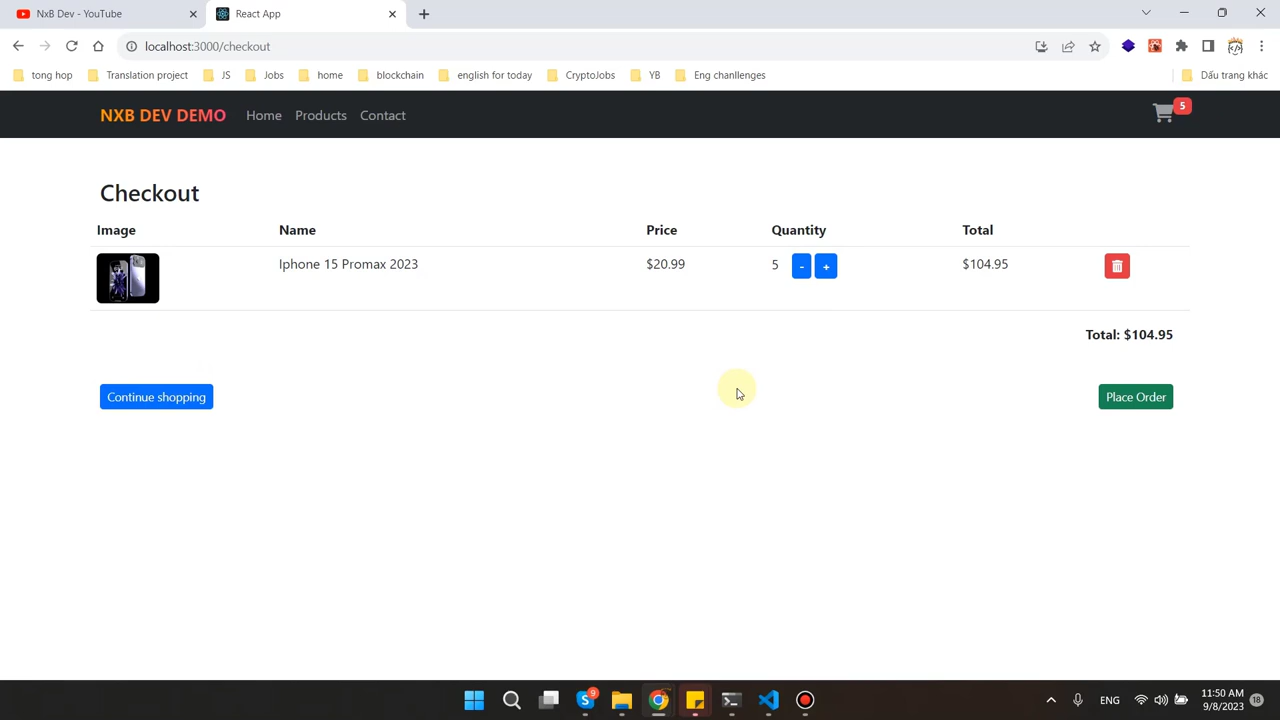 NxB Dev - YouTube
React App
localhost:3000/checkout
tong hop
Translation project
JS
Jobs
home
blockchain
english for today
CryptoJobs
YB
Eng chanllenges
Dấu trang khác
NXB DEV DEMO
Home
Products
Contact
5
Checkout
Image Name Price Quantity Total
Iphone 15 Promax 2023 $20.99 5 - + $104.95
Total: $104.95
Continue shopping
Place Order
9
ENG
11:50 AM
9/8/2023
18